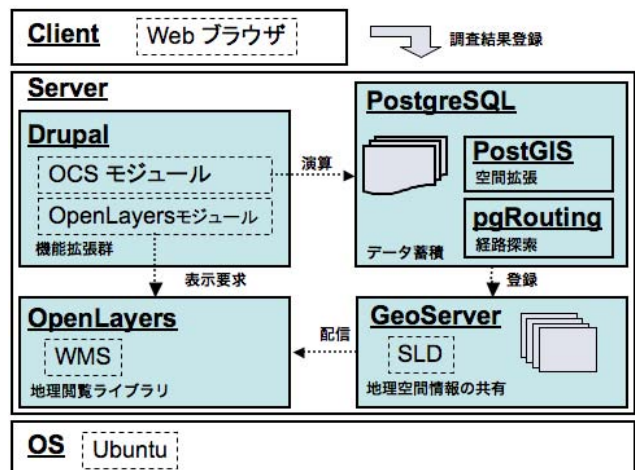 Client
Web ブラウザ
調査結果登録
Server
Drupal
OCS モジュール
OpenLayersモジュール
機能拡張群
演算
PostgreSQL
PostGIS
空間拡張
pgRouting
経路探索
データ蓄積
表示要求
登録
OpenLayers
WMS
地理閲覧ライブラリ
配信
GeoServer
SLD
地理空間情報の共有
OS
Ubuntu